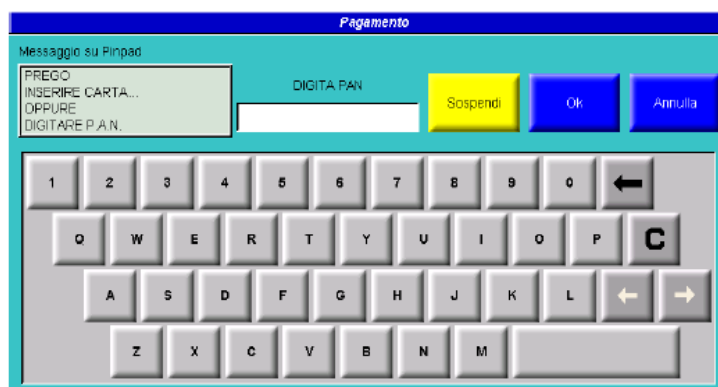 Pagamento
Messaggio su Pinpad
PREGO
INSERIRE CARTA...
OPPURE
DIGITARE P.A.N.
DIGITA PAN
Sospendi
Ok
Annulla
1 2 3 4 5 6 7 8 9 0
Q W E R T Y U I O P C
A S D F G H J K L
Z X C V B N M